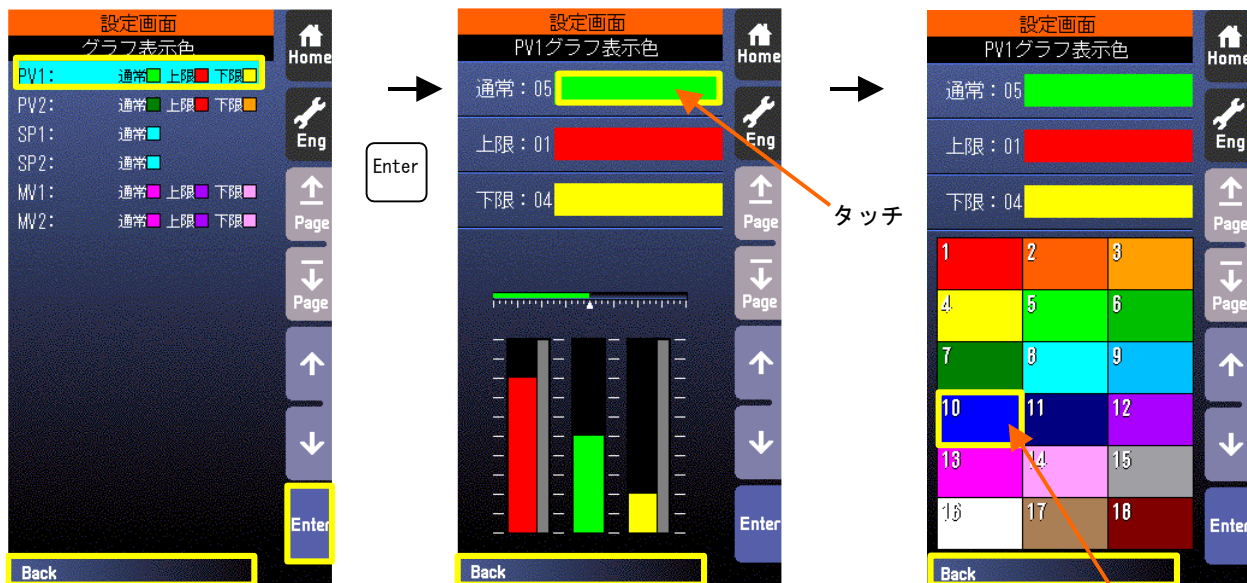 設定画面
グラフ表示色
PV1: 通常 上限 下限
PV2: 通常 上限 下限
SP1: 通常
SP2: 通常
MV1: 通常 上限 下限
MV2: 通常 上限 下限
Home
Eng
Page
Page
Enter
Back
Enter
設定画面
PV1グラフ表示色
通常：05
上限：01
下限：04
Home
Eng
Page
Page
Enter
Back
タッチ
設定画面
PV1グラフ表示色
通常：05
上限：01
下限：04
1 2 3
4 5 6
7 8 9
10 11 12
13 14 15
16 17 18
Home
Eng
Page
Page
Enter
Back